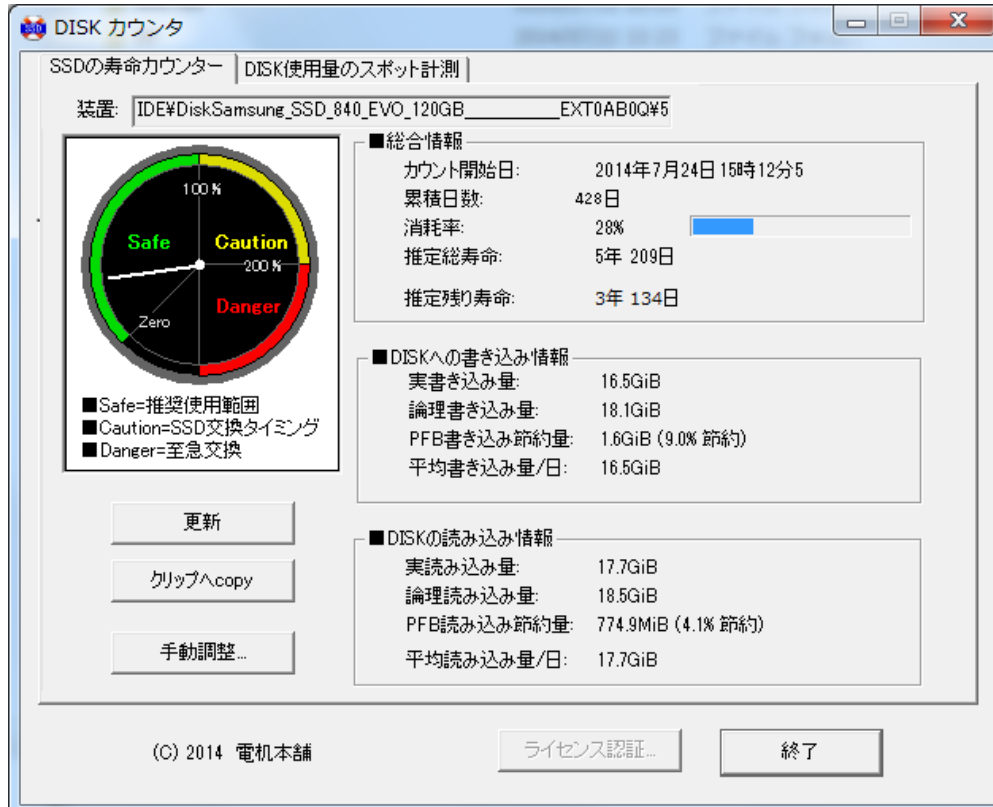 SSD DISK カウンタ
SSDの寿命カウンター DISK使用量のスポット計測
装置: IDE¥DiskSamsung_SSD_840_EVO_120GB__________EXT0AB0Q¥5
100%
Safe Caution
200%
Danger
Zero
■Safe=推奨使用範囲
■Caution=SSD交換タイミング
■Danger=至急交換
更新
クリップへcopy
手動調整...
■総合情報
カウント開始日: 2014年7月24日 15時12分5
累積日数: 428日
消耗率: 28%
推定総寿命: 5年 209日
推定残り寿命: 3年 134日
■DISKへの書き込み情報
実書き込み量: 16.5GiB
論理書き込み量: 18.1GiB
PFB書き込み節約量: 1.6GiB (9.0% 節約)
平均書き込み量/日: 16.5GiB
■DISKの読み込み情報
実読み込み量: 17.7GiB
論理読み込み量: 18.5GiB
PFB読み込み節約量: 774.9MiB (4.1% 節約)
平均読み込み量/日: 17.7GiB
(C) 2014 電机本舗 ライセンス認証... 終了